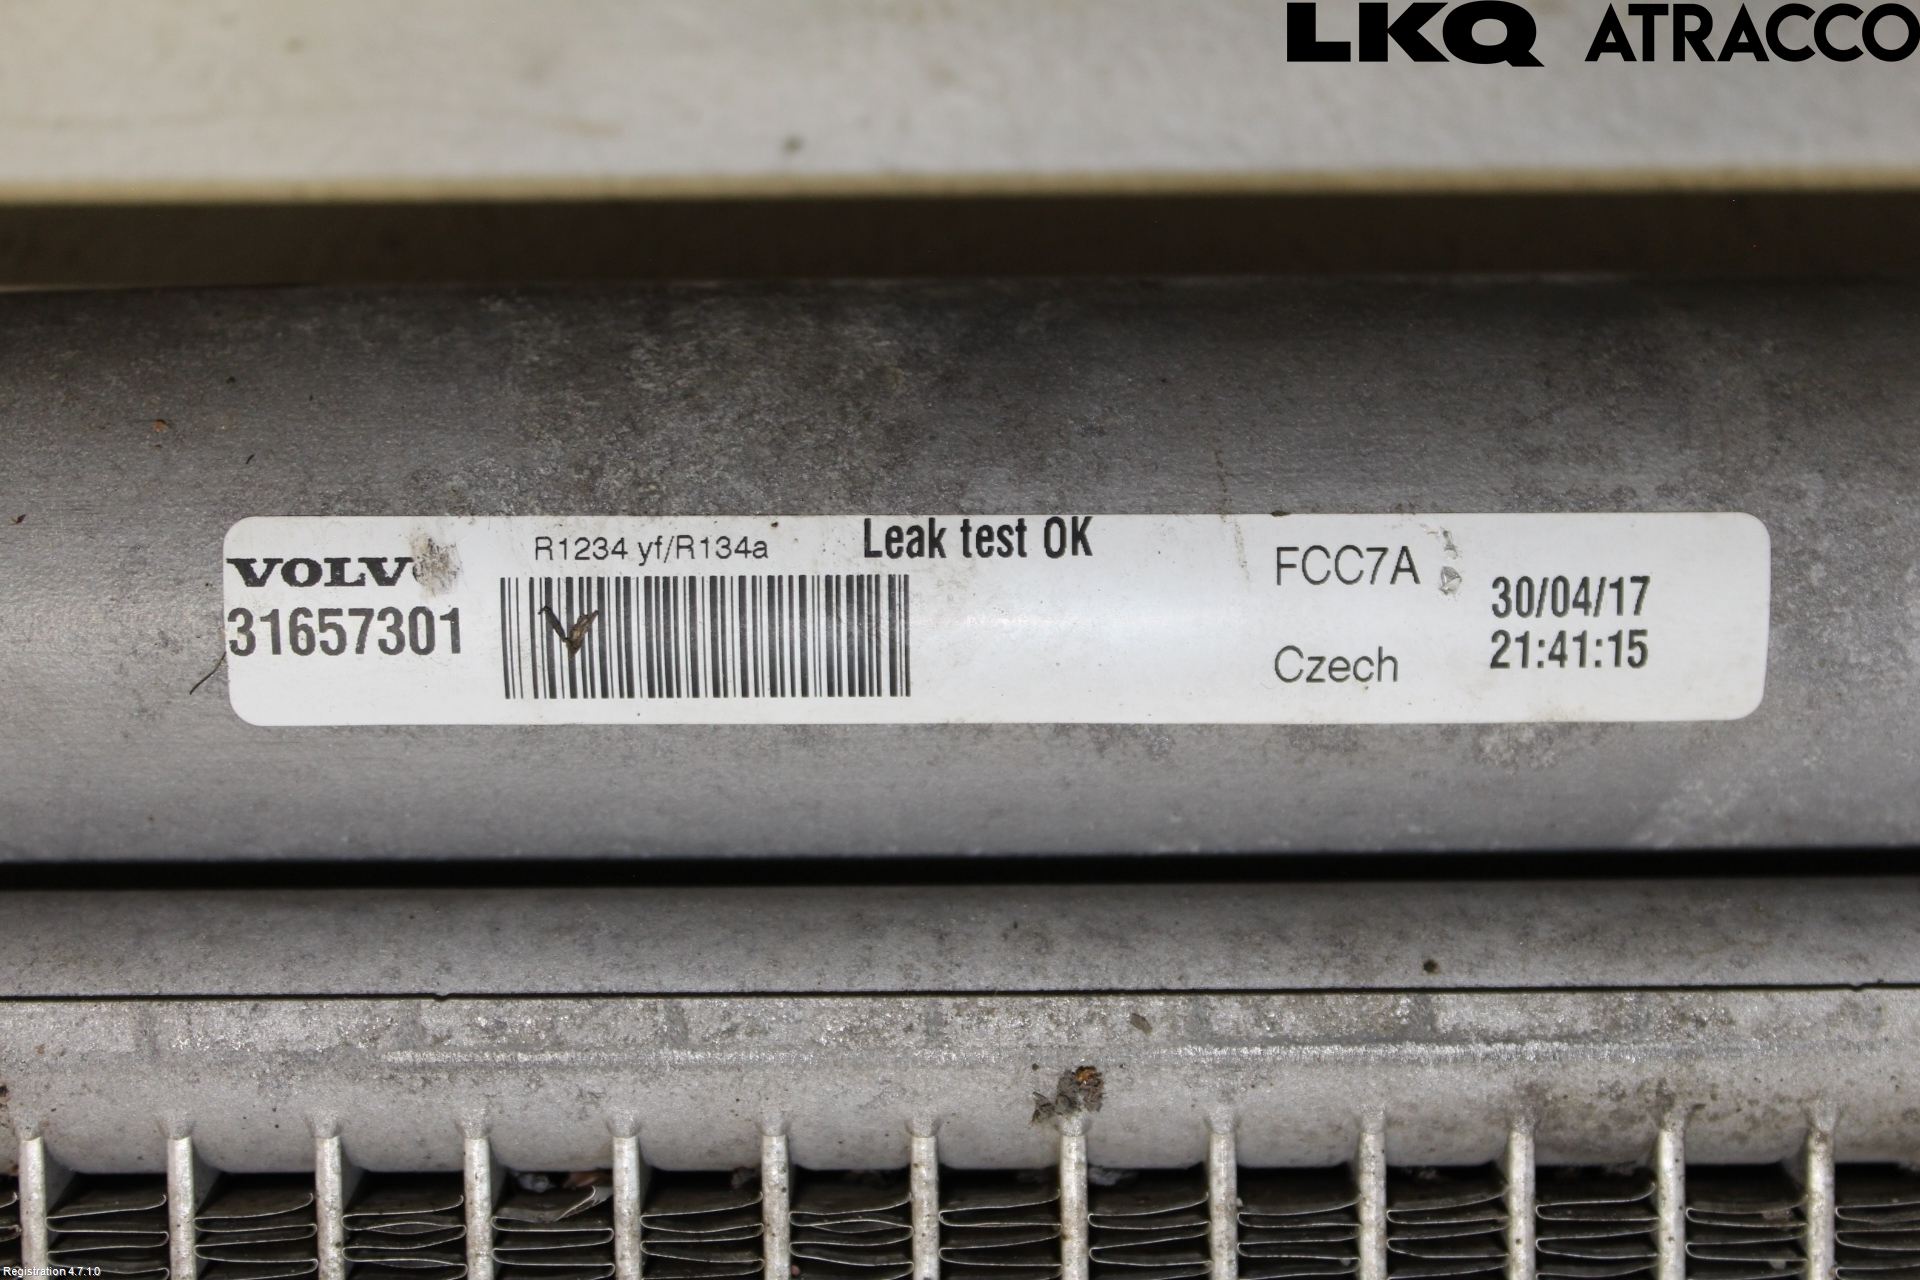 LKQ ATRACCO
VOLVO
31657301
R1234 yf/R134a
Leak test OK
FCC7A
Czech
30/04/17
21:41:15
Registration 4.7.1.0